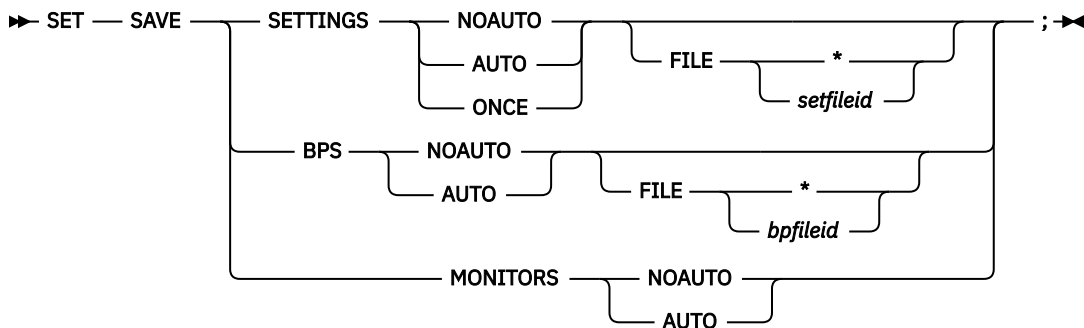 SET SAVE SETTINGS NOAUTO ;
AUTO
ONCE
FILE *
setfileid
BPS NOAUTO
AUTO
FILE *
bpfileid
MONITORS NOAUTO
AUTO